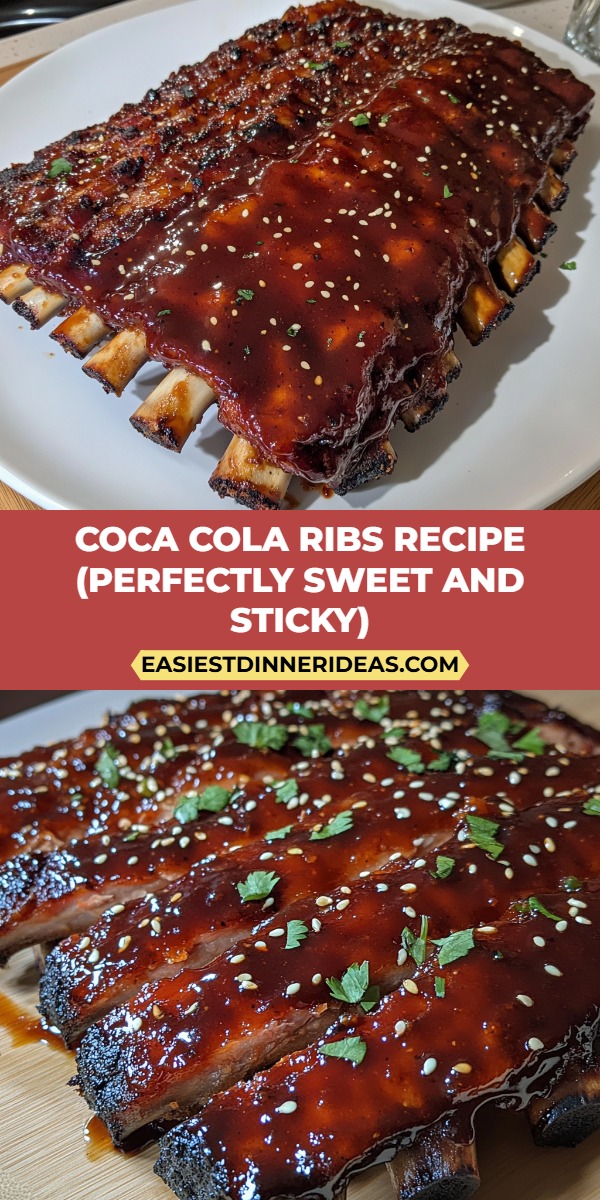 COCA COLA RIBS RECIPE
(PERFECTLY SWEET AND
STICKY)
EASIESTDINNERIDEAS.COM